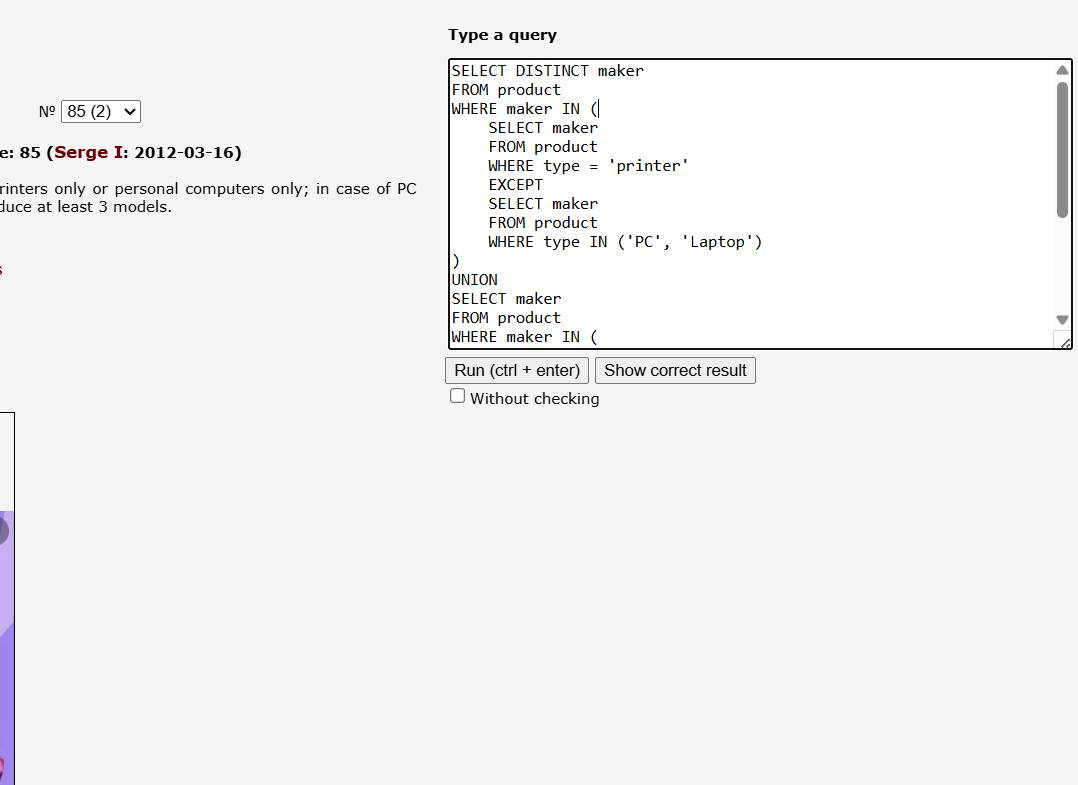 Type a query
SELECT DISTINCT maker
FROM product
WHERE maker IN (
SELECT maker
FROM product
WHERE type = 'printer'
EXCEPT
SELECT maker
FROM product
WHERE type IN ('PC', 'Laptop')
)
UNION
SELECT maker
FROM product
WHERE maker IN (
Run (ctrl + enter) Show correct result
Without checking
Nº 85 (2)
e: 85 (Serge I: 2012-03-16)
rinters only or personal computers only; in case of PC
duce at least 3 models.
s